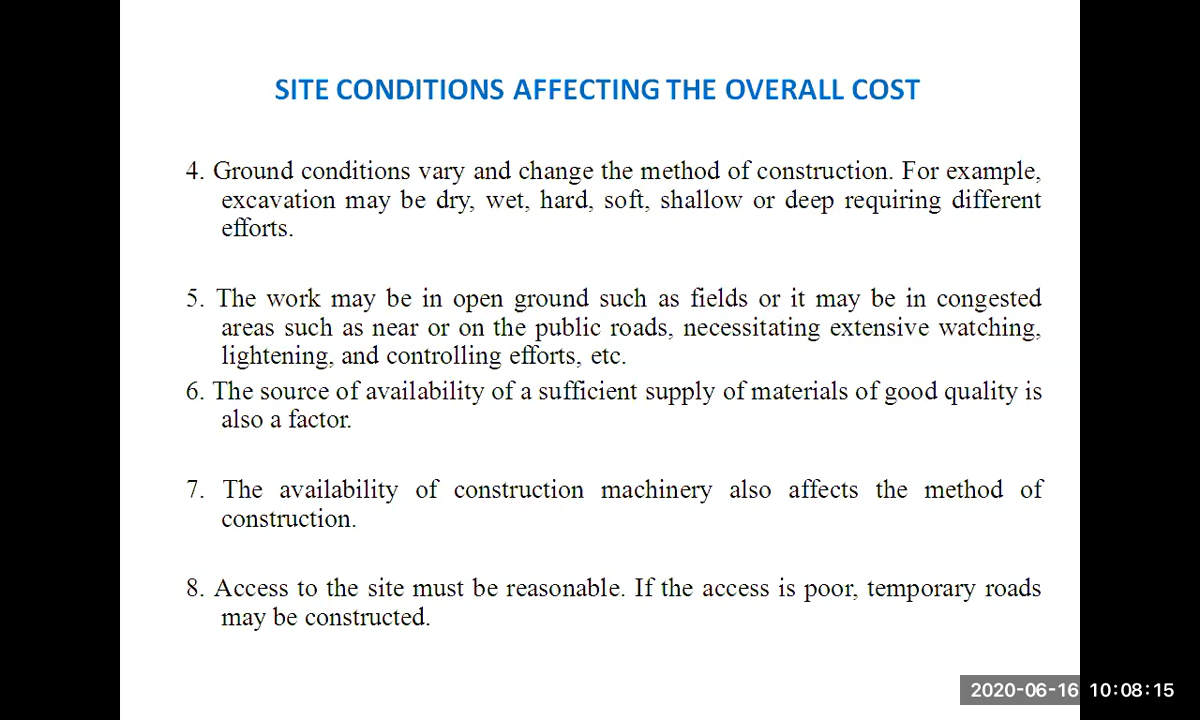 SITE CONDITIONS AFFECTING THE OVERALL COST
4. Ground conditions vary and change the method of construction. For example,
excavation may be dry, wet, hard, soft, shallow or deep requiring different
efforts.
5. The work may be in open ground such as fields or it may be in congested
areas such as near or on the public roads, necessitating extensive watching,
lightening, and controlling efforts, etc.
6. The source of availability of a sufficient supply of materials of good quality is
also a factor.
7. The availability of construction machinery also affects the method of
construction.
8. Access to the site must be reasonable. If the access is poor, temporary roads
may be constructed.
2020-06-16 10:08:15